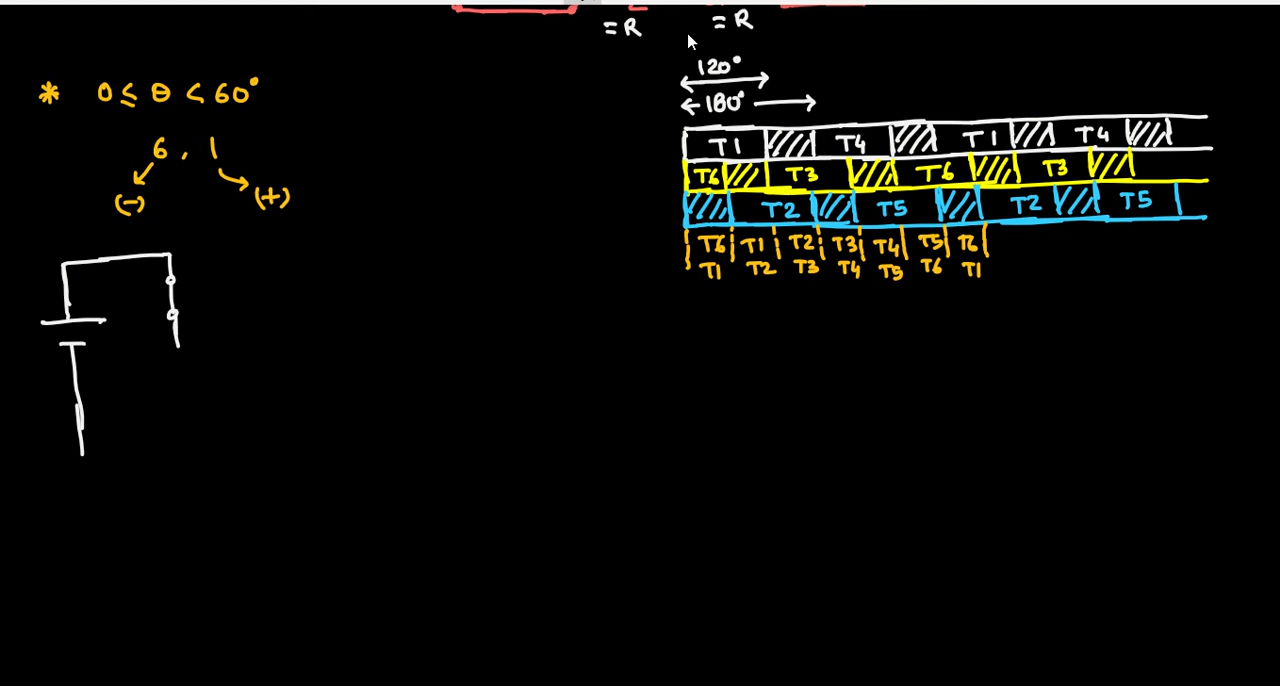 = R = R
* 0 ≤ θ < 60°
6 , 1
(-) (+)
120°
180°
T1 T4 T1 T4
T6 T3 T6 T3
T2 T5 T2 T5
T6 T1 T2 T3 T4 T5 T6
T1 T2 T3 T4 T5 T6 T1